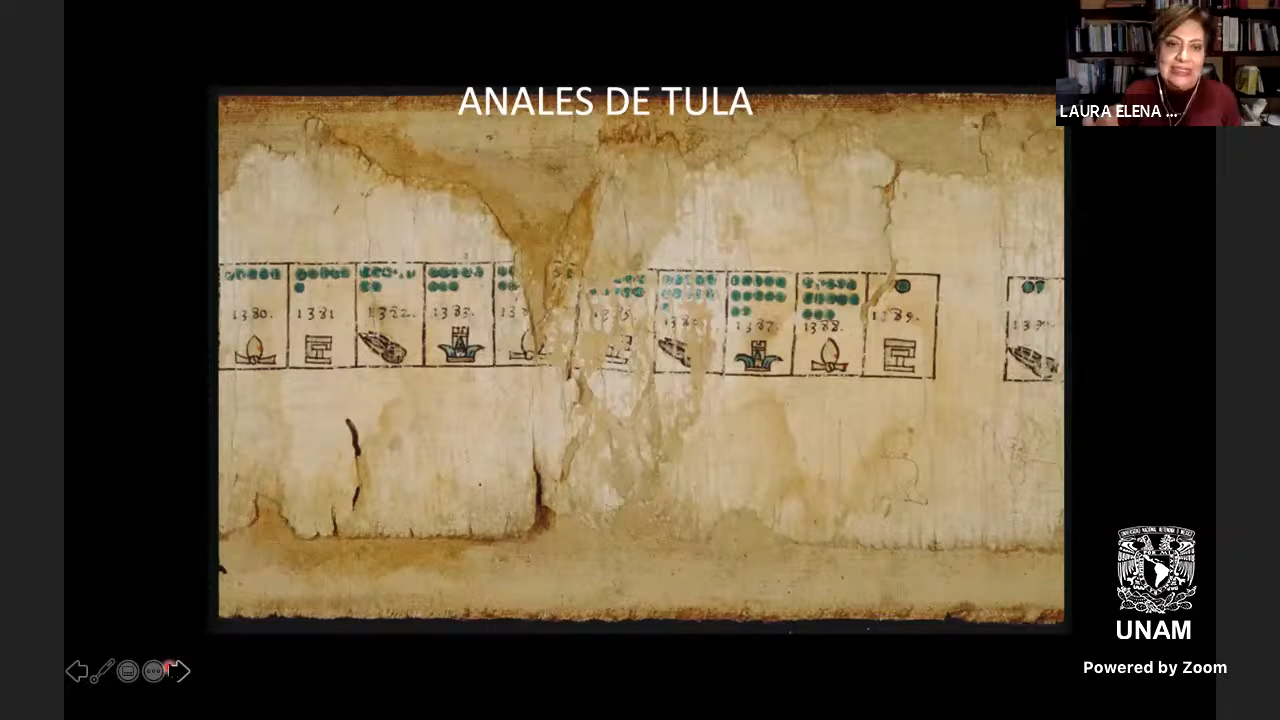 ANALES DE TULA
LAURA ELENA ...
1380.
1381
1382.
1383.
1387.
1388.
1389.
UNAM
Powered by Zoom